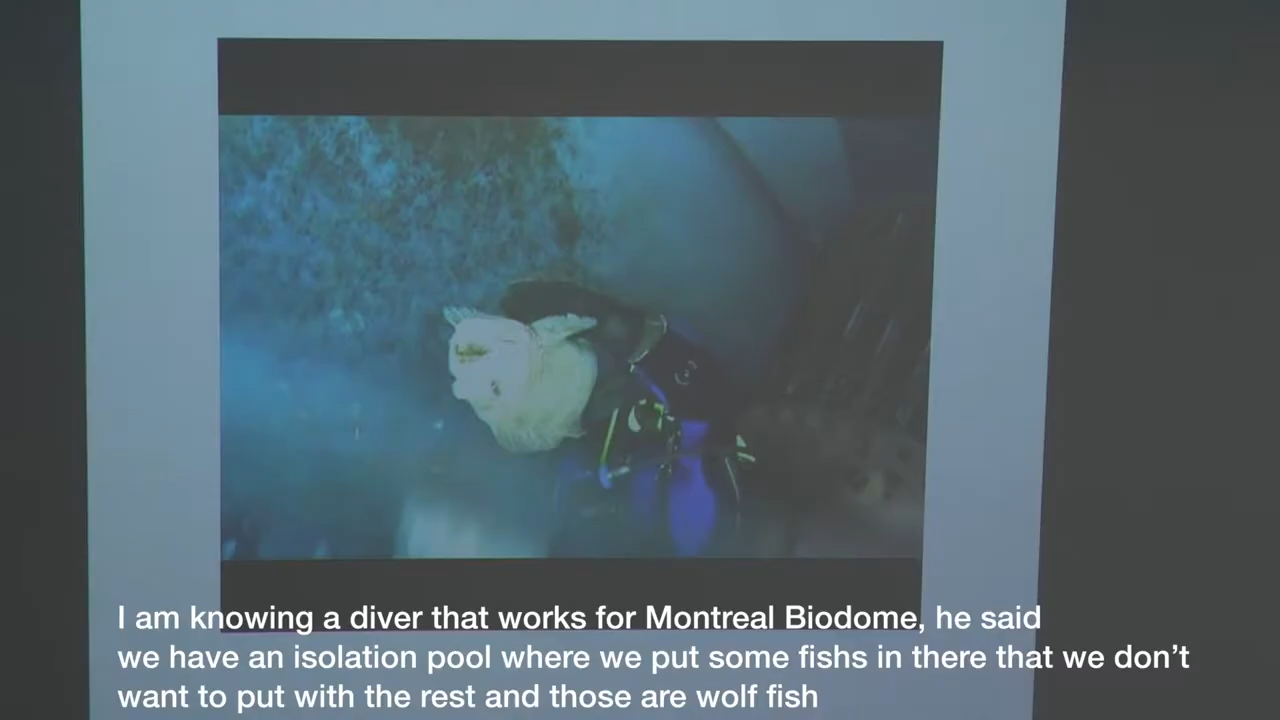 I am knowing a diver that works for Montreal Biodome, he said
we have an isolation pool where we put some fishs in there that we don’t
want to put with the rest and those are wolf fish